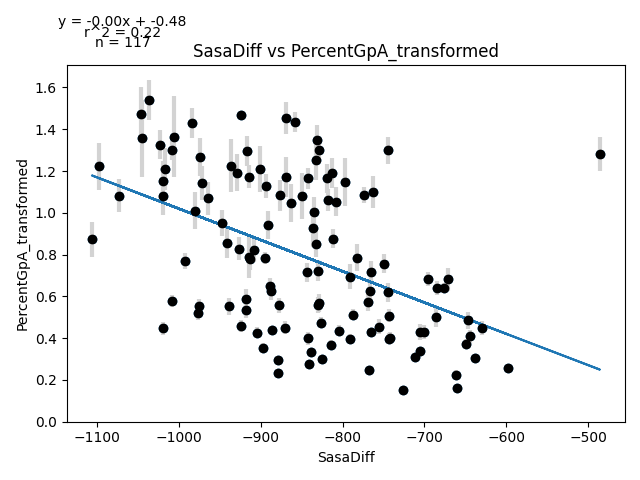 y = -0.00x + -0.48
r^2 = 0.22
n = 117
SasaDiff vs PercentGpA_transformed
PercentGpA_transformed
1.6
1.4
1.2
1.0
0.8
0.6
0.4
0.2
0.0
−1100 −1000 −900 −800 −700 −600 −500
SasaDiff